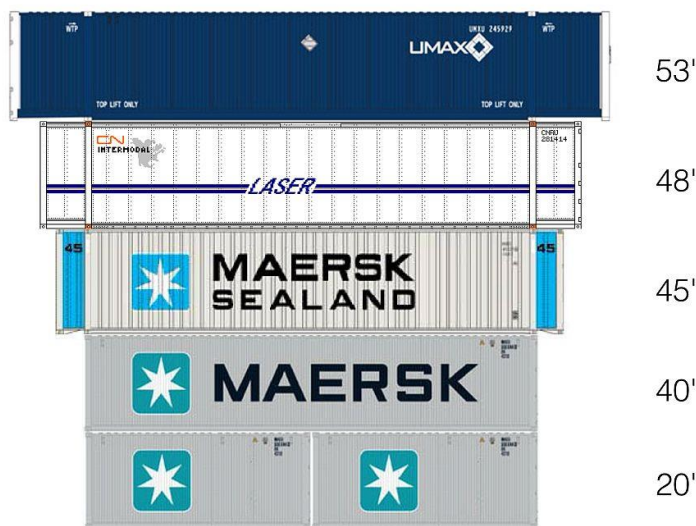 WTP
UMXU 245929
WTP
UMAX
TOP LIFT ONLY
TOP LIFT ONLY
53'
CN
INTERMODAL
CNRU
281414
LASER
48'
45
45
MAERSK
SEALAND
45'
MAERSK
40'
20'